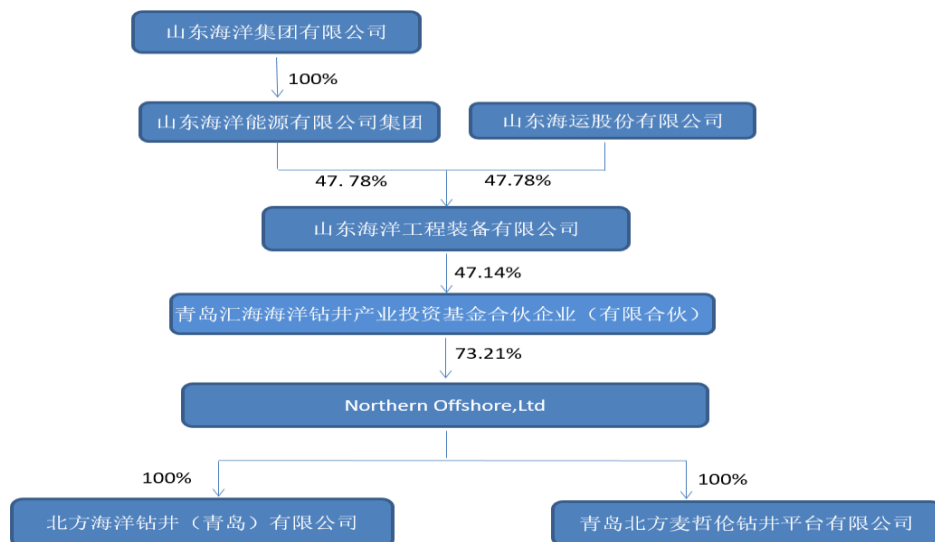 山东海洋集团有限公司
100%
山东海洋能源有限公司集团
山东海运股份有限公司
47. 78%
47.78%
山东海洋工程装备有限公司
47.14%
青岛汇海海洋钻井产业投资基金合伙企业（有限合伙）
73.21%
Northern Offshore,Ltd
100%
100%
北方海洋钻井（青岛）有限公司
青岛北方麦哲伦钻井平台有限公司